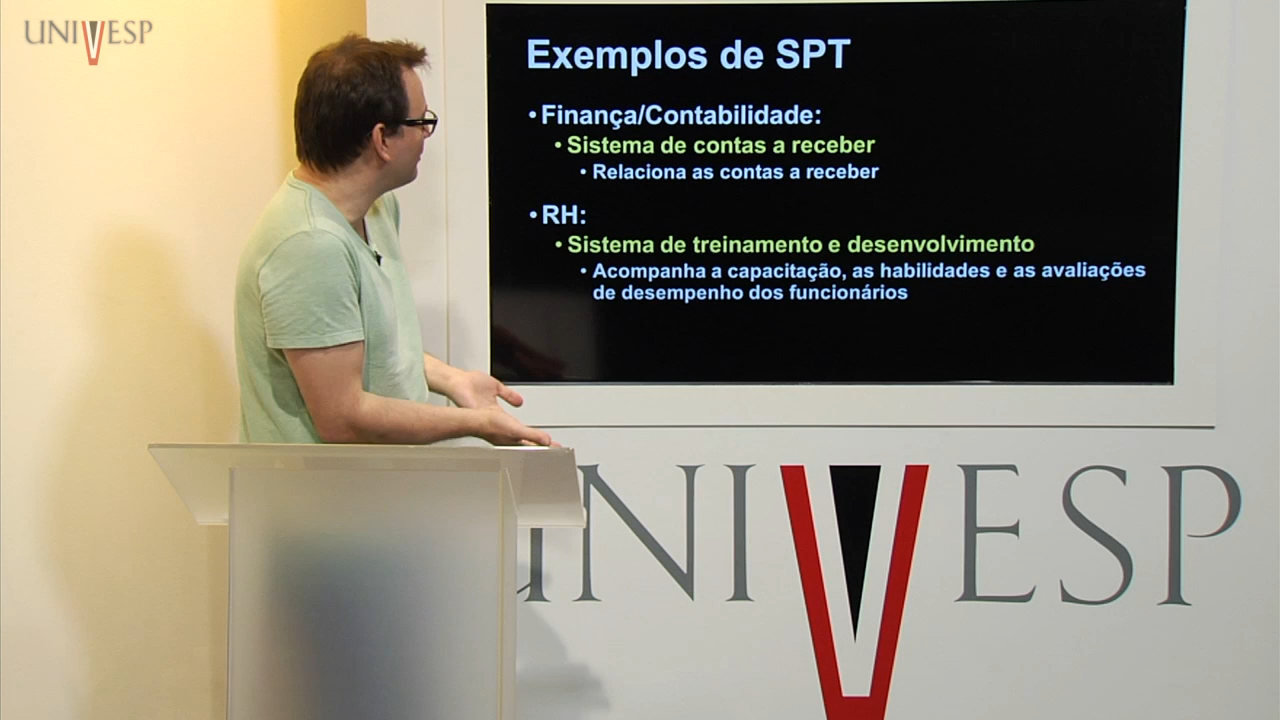 UNIVESP
Exemplos de SPT
• Finança/Contabilidade:
• Sistema de contas a receber
• Relaciona as contas a receber
• RH:
• Sistema de treinamento e desenvolvimento
• Acompanha a capacitação, as habilidades e as avaliações
de desempenho dos funcionários
UNIVESP